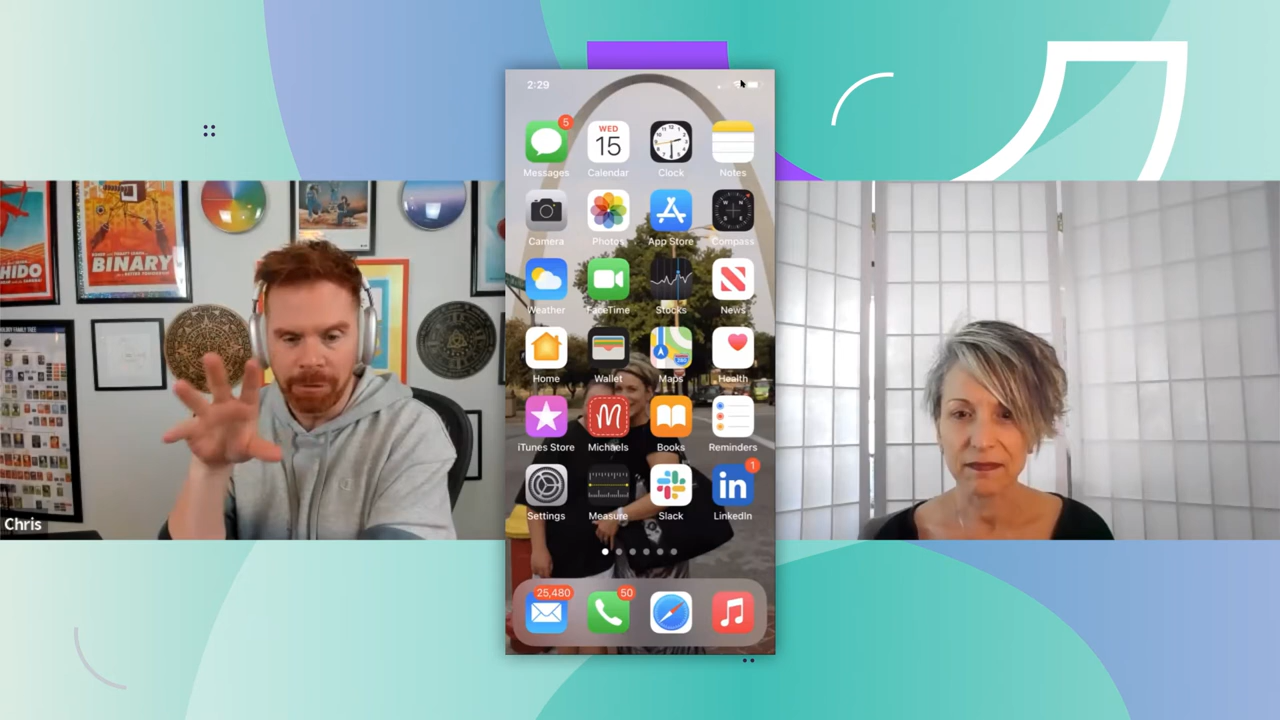 2:29
5
WED
15
Messages
Calendar
Clock
Notes
Camera
Photos
App Store
Compass
Weather
FaceTime
Stocks
News
Home
Wallet
Maps
Health
iTunes Store
Michaels
Books
Reminders
1
Settings
Measure
Slack
LinkedIn
25,480
50
HIDO
BINARY
Chris